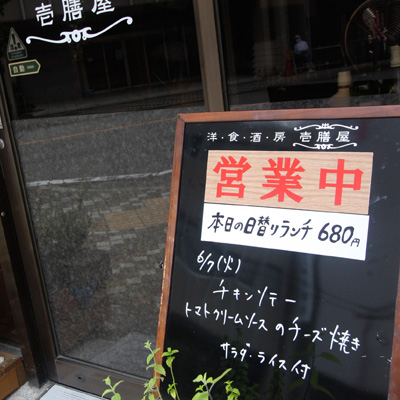 壱膳屋
自動
洋・食・酒・房 壱膳屋
営業中
本日の日替りランチ 680円
6/7(火)
チキンソテー
トマトクリームソースのチーズ焼き
サラダ・ライス付